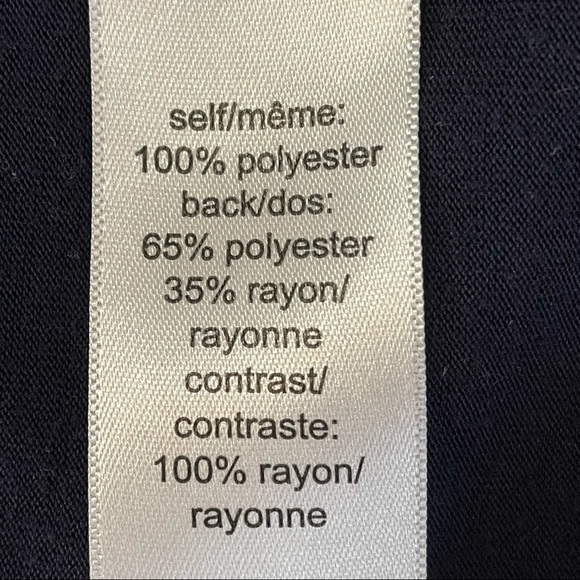 self/même:
100% polyester
back/dos:
65% polyester
35% rayon/
rayonne
contrast/
contraste:
100% rayon/
rayonne